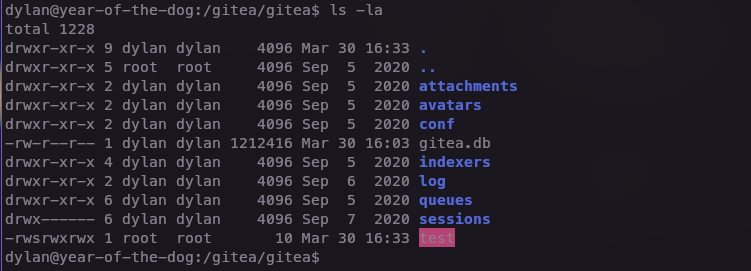 dylan@year-of-the-dog:/gitea/gitea$ ls -la
total 1228
drwxr-xr-x 9 dylan dylan    4096 Mar 30 16:33 .
drwxr-xr-x 5 root  root     4096 Sep  5  2020 ..
drwxr-xr-x 2 dylan dylan    4096 Sep  5  2020 attachments
drwxr-xr-x 2 dylan dylan    4096 Sep  5  2020 avatars
drwxr-xr-x 2 dylan dylan    4096 Sep  5  2020 conf
-rw-r--r-- 1 dylan dylan 1212416 Mar 30 16:03 gitea.db
drwxr-xr-x 4 dylan dylan    4096 Sep  5  2020 indexers
drwxr-xr-x 2 dylan dylan    4096 Sep  6  2020 log
drwxr-xr-x 6 dylan dylan    4096 Sep  5  2020 queues
drwx------ 6 dylan dylan    4096 Sep  7  2020 sessions
-rwsrwxrwx 1 root  root       10 Mar 30 16:33 test
dylan@year-of-the-dog:/gitea/gitea$